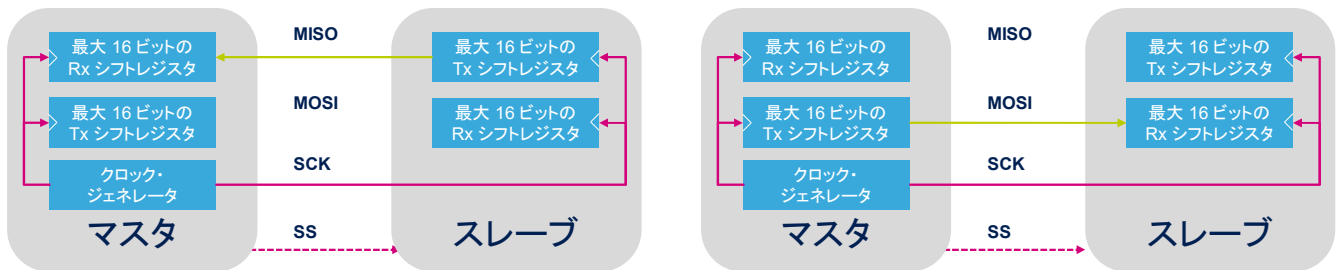 最大 16 ビットの
Rx シフトレジスタ
最大 16 ビットの
Tx シフトレジスタ
クロック・
ジェネレータ
マスタ
MISO
MOSI
SCK
SS
最大 16 ビットの
Tx シフトレジスタ
最大 16 ビットの
Rx シフトレジスタ
スレーブ
最大 16 ビットの
Rx シフトレジスタ
最大 16 ビットの
Tx シフトレジスタ
クロック・
ジェネレータ
マスタ
MISO
MOSI
SCK
SS
最大 16 ビットの
Tx シフトレジスタ
最大 16 ビットの
Rx シフトレジスタ
スレーブ